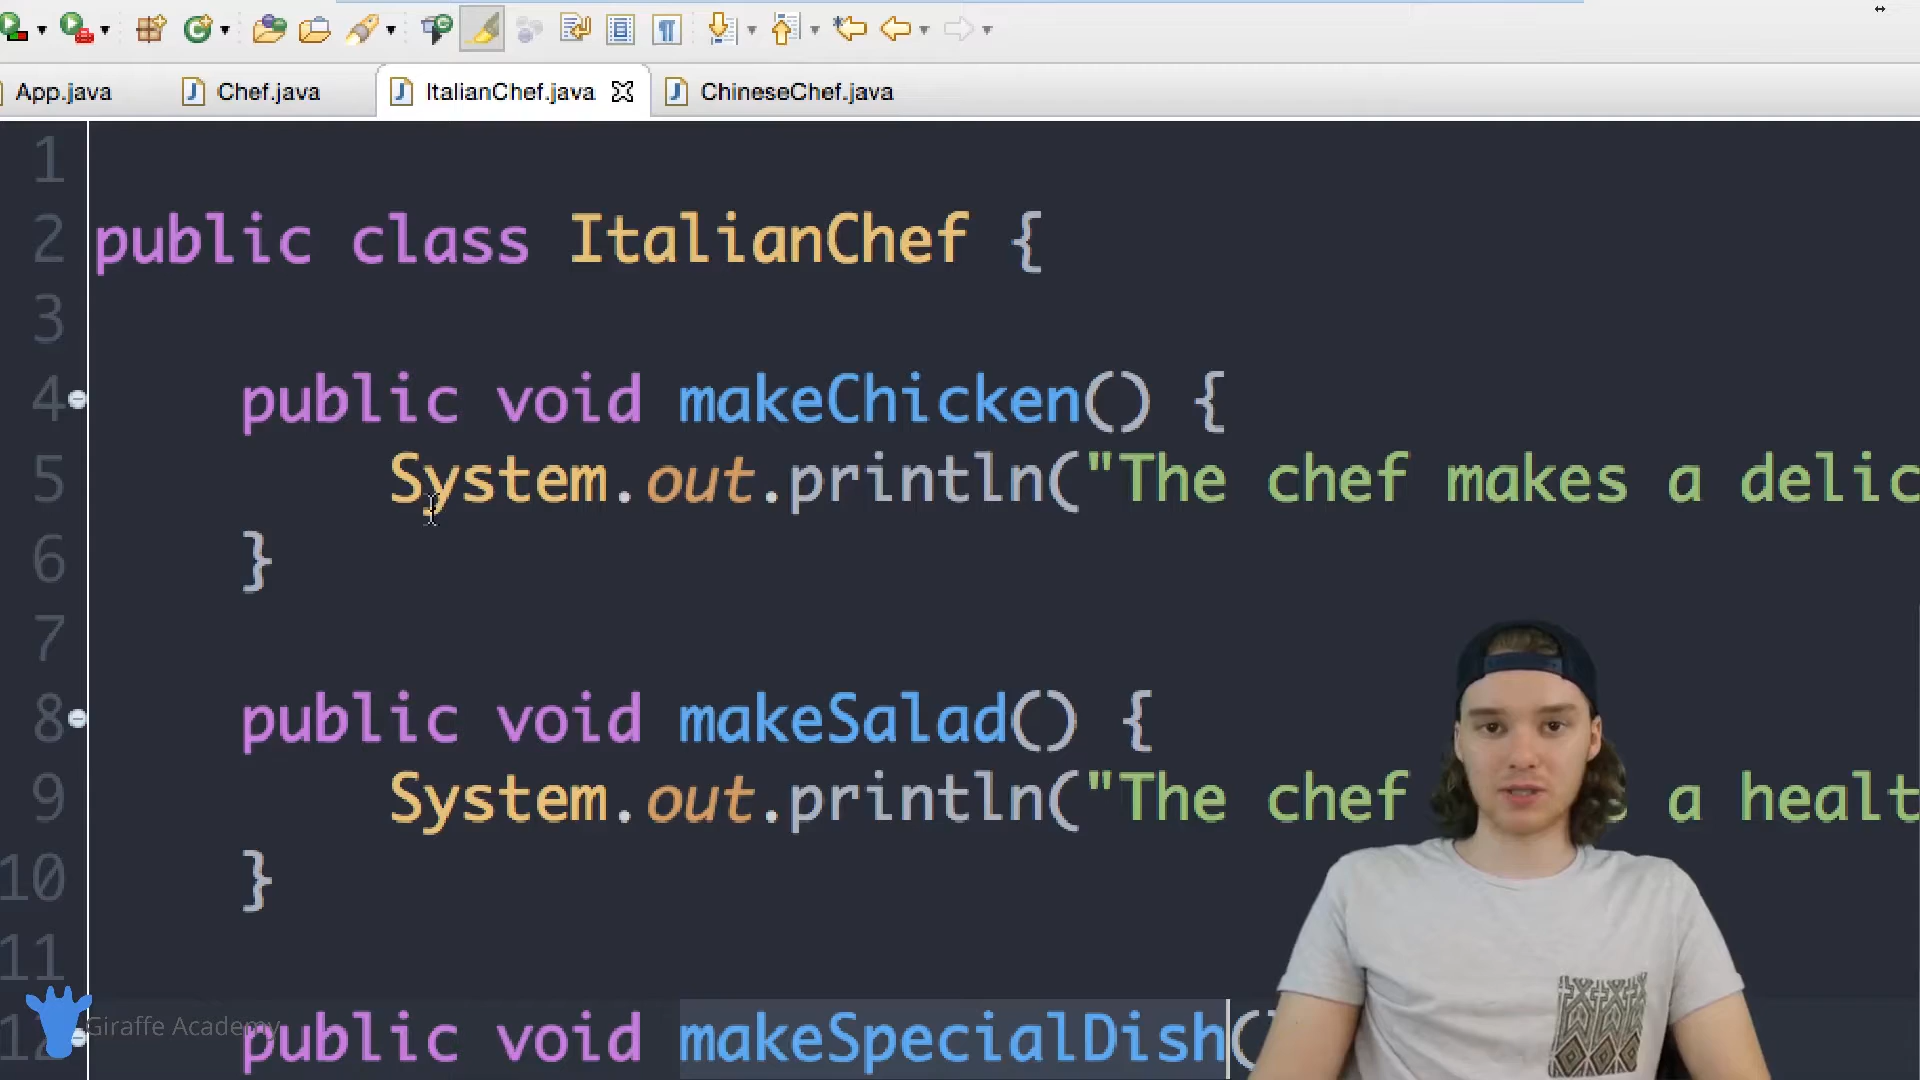 App.java
Chef.java
ItalianChef.java
ChineseChef.java
1
2 public class ItalianChef {
3
4 public void makeChicken() {
5 System.out.println("The chef makes a delic
6 }
7
8 public void makeSalad() {
9 System.out.println("The chef s a healt
10 }
11
12 public void makeSpecialDish(
Giraffe Academy